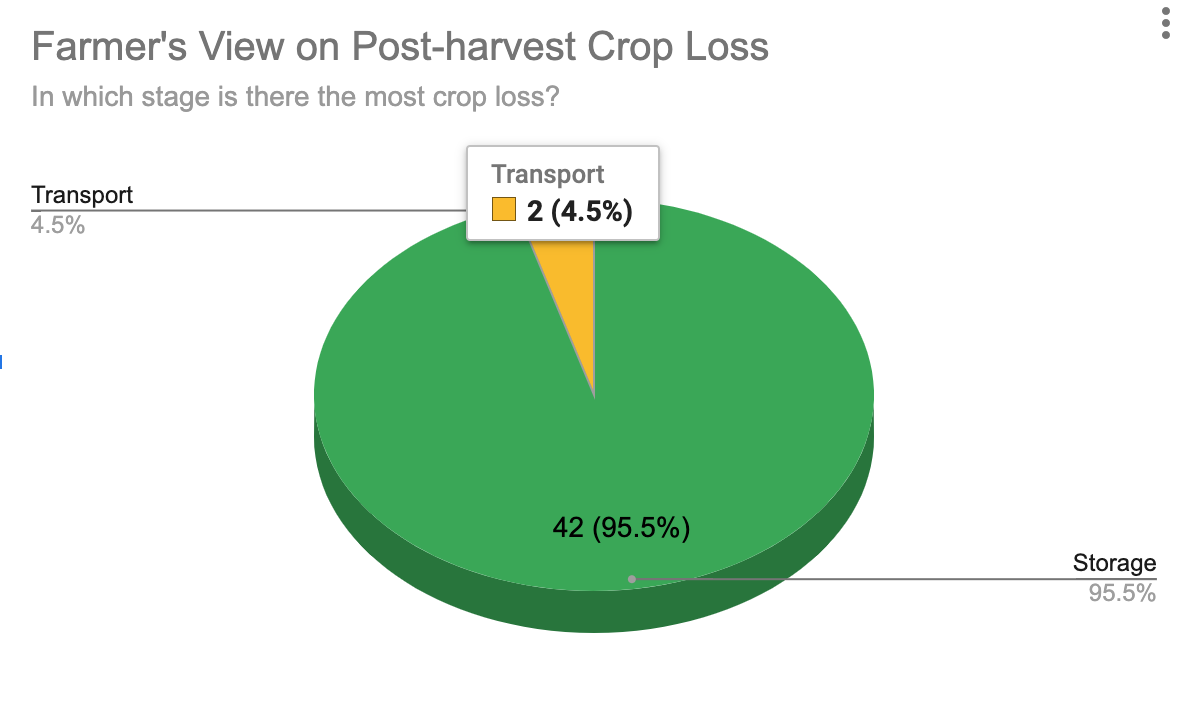 Farmer's View on Post-harvest Crop Loss
In which stage is there the most crop loss?
Transport
2 (4.5%)
Transport
4.5%
42 (95.5%)
Storage
95.5%